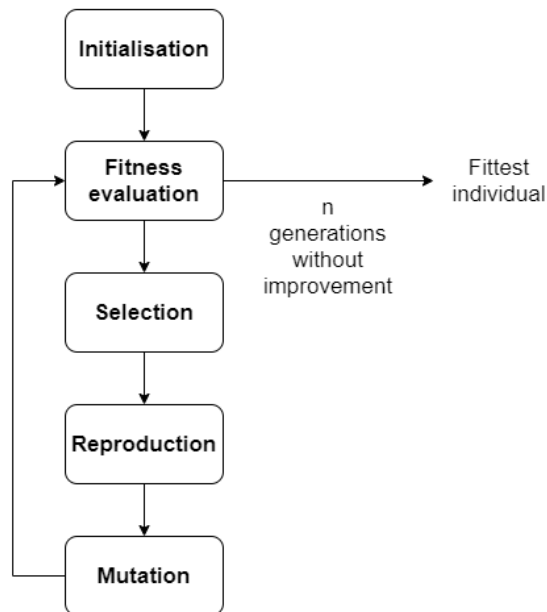 Initialisation
Fitness
evaluation
Fittest
individual
n
generations
without
improvement
Selection
Reproduction
Mutation